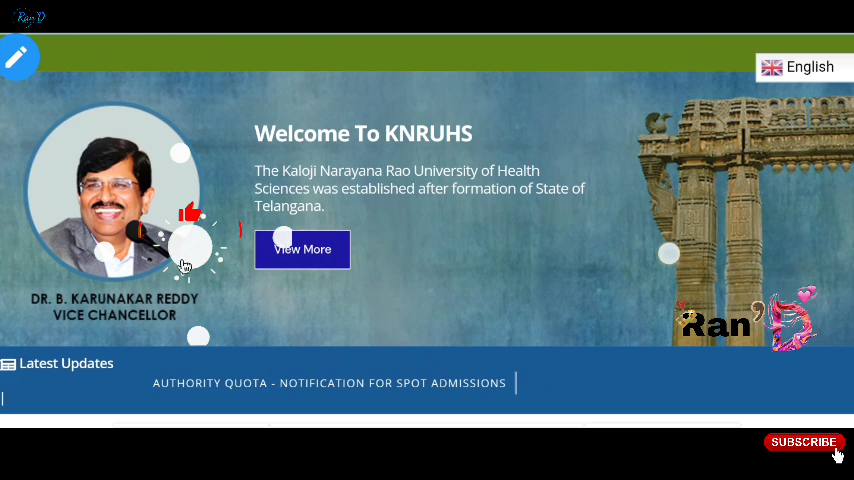 Ran'D
English
Welcome To KNRUHS
The Kaloji Narayana Rao University of Health
Sciences was established after formation of State of
Telangana.
View More
DR. B. KARUNAKAR REDDY
VICE CHANCELLOR
Ran'D
Latest Updates
AUTHORITY QUOTA - NOTIFICATION FOR SPOT ADMISSIONS
SUBSCRIBE